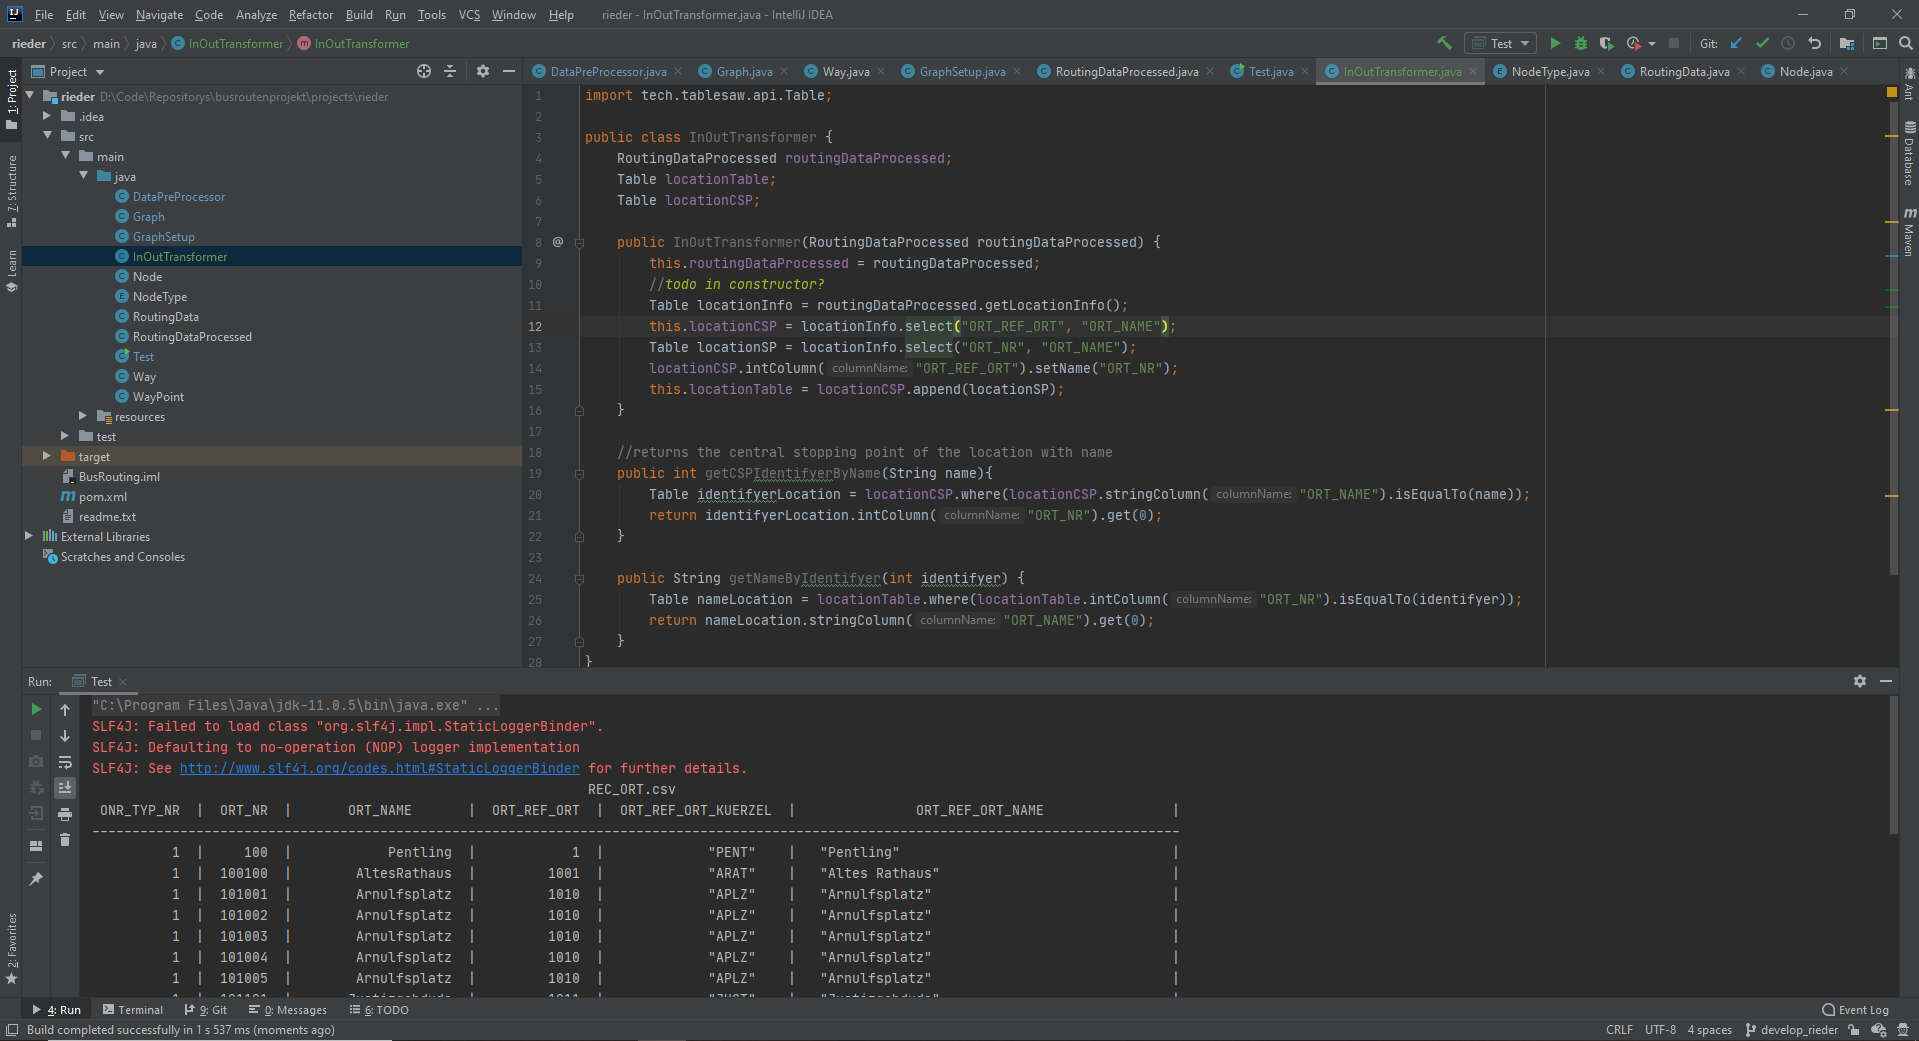 File Edit View Navigate Code Analyze Refactor Build Run Tools VCS Window Help rieder - InOutTransformer.java - IntelliJ IDEA
rieder src main java InOutTransformer InOutTransformer Test Git:
Project
DataPreProcessor.java Graph.java Way.java GraphSetup.java RoutingDataProcessed.java Test.java InOutTransformer.java NodeType.java RoutingData.java Node.java
1: Project
7: Structure
Learn
2: Favorites
rieder D:\Code\Repositorys\busroutenprojekt\projects\rieder
.idea
src
main
java
DataPreProcessor
Graph
GraphSetup
InOutTransformer
Node
NodeType
RoutingData
RoutingDataProcessed
Test
Way
WayPoint
resources
test
target
BusRouting.iml
pom.xml
readme.txt
External Libraries
Scratches and Consoles
1 import tech.tablesaw.api.Table;
2
3 public class InOutTransformer {
4 RoutingDataProcessed routingDataProcessed;
5 Table locationTable;
6 Table locationCSP;
7
8 @ public InOutTransformer(RoutingDataProcessed routingDataProcessed) {
9 this.routingDataProcessed = routingDataProcessed;
10 //todo in constructor?
11 Table locationInfo = routingDataProcessed.getLocationInfo();
12 this.locationCSP = locationInfo.select("ORT_REF_ORT", "ORT_NAME");
13 Table locationSP = locationInfo.select("ORT_NR", "ORT_NAME");
14 locationCSP.intColumn( columnName: "ORT_REF_ORT").setName("ORT_NR");
15 this.locationTable = locationCSP.append(locationSP);
16 }
17
18 //returns the central stopping point of the location with name
19 public int getCSPIdentifyerByName(String name){
20 Table identifyerLocation = locationCSP.where(locationCSP.stringColumn( columnName: "ORT_NAME").isEqualTo(name));
21 return identifyerLocation.intColumn( columnName: "ORT_NR").get(0);
22 }
23
24 public String getNameByIdentifyer(int identifyer) {
25 Table nameLocation = locationTable.where(locationTable.intColumn( columnName: "ORT_NR").isEqualTo(identifyer));
26 return nameLocation.stringColumn( columnName: "ORT_NAME").get(0);
27 }
28 }
Ant
Database
m Maven
Run: Test
"C:\Program Files\Java\jdk-11.0.5\bin\java.exe" ...
SLF4J: Failed to load class "org.slf4j.impl.StaticLoggerBinder".
SLF4J: Defaulting to no-operation (NOP) logger implementation
SLF4J: See http://www.slf4j.org/codes.html#StaticLoggerBinder for further details.
REC_ORT.csv
ONR_TYP_NR | ORT_NR | ORT_NAME | ORT_REF_ORT | ORT_REF_ORT_KUERZEL | ORT_REF_ORT_NAME |
1 | 100 | Pentling | 1 | "PENT" | "Pentling" |
1 | 100100 | AltesRathaus | 1001 | "ARAT" | "Altes Rathaus" |
1 | 101001 | Arnulfsplatz | 1010 | "APLZ" | "Arnulfsplatz" |
1 | 101002 | Arnulfsplatz | 1010 | "APLZ" | "Arnulfsplatz" |
1 | 101003 | Arnulfsplatz | 1010 | "APLZ" | "Arnulfsplatz" |
1 | 101004 | Arnulfsplatz | 1010 | "APLZ" | "Arnulfsplatz" |
1 | 101005 | Arnulfsplatz | 1010 | "APLZ" | "Arnulfsplatz" |
4: Run Terminal 9: Git 0: Messages 6: TODO Event Log
Build completed successfully in 1 s 537 ms (moments ago) CRLF UTF-8 4 spaces develop_rieder